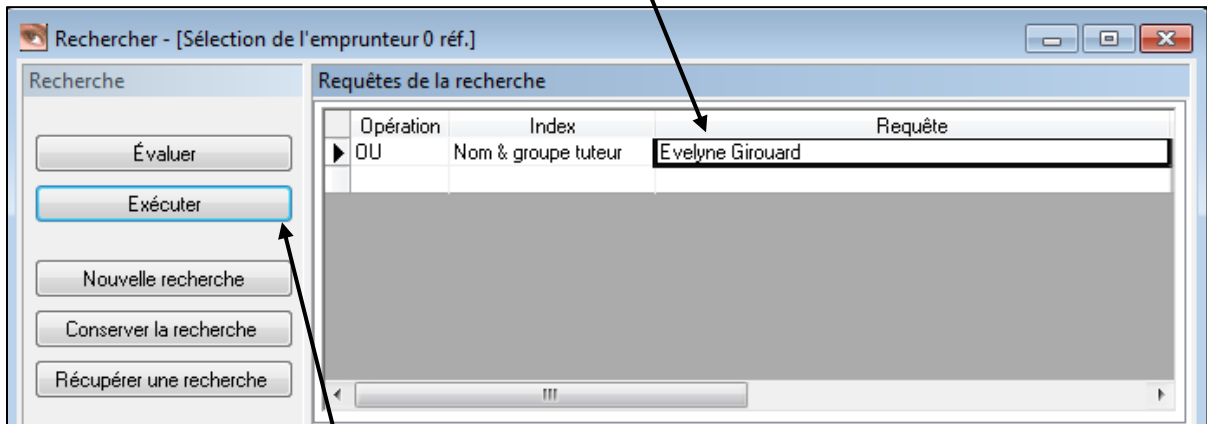 Rechercher - [Sélection de l'emprunteur 0 réf.]
Recherche
Requêtes de la recherche
Opération Index Requête
OU Nom & groupe tuteur Evelyne Girouard
Évaluer
Exécuter
Nouvelle recherche
Conserver la recherche
Récupérer une recherche